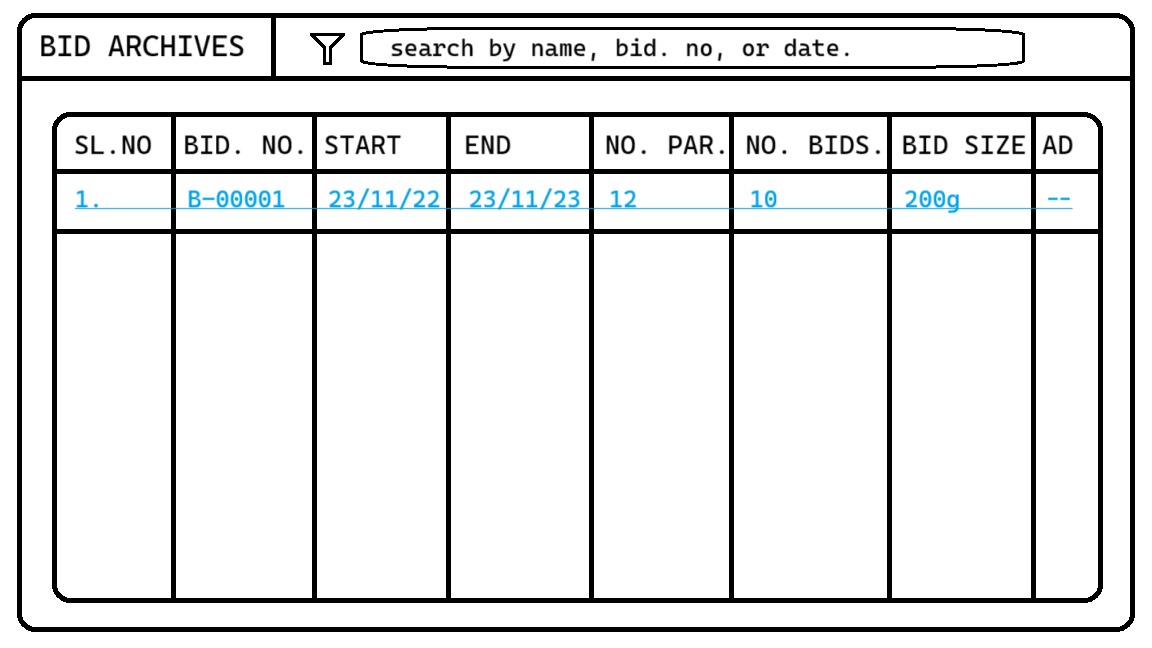 BID ARCHIVES search by name, bid. no, or date.
SL.NO BID. NO. START END NO. PAR. NO. BIDS. BID SIZE AD
1. B-00001 23/11/22 23/11/23 12 10 200g --